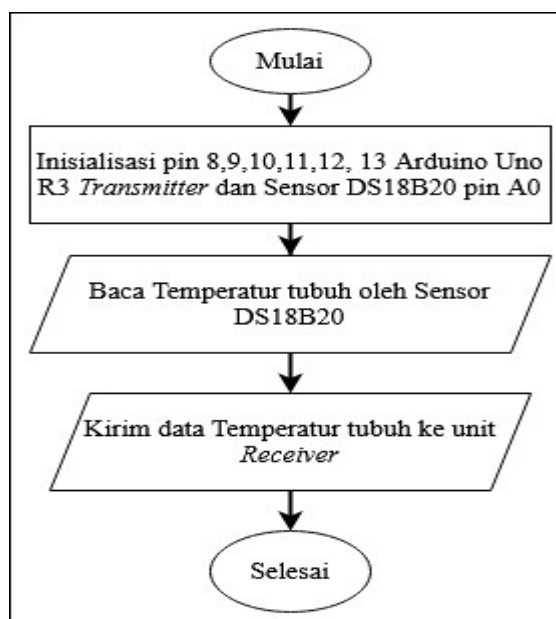 Mulai
Inisialisasi pin 8,9,10,11,12, 13 Arduino Uno
R3 Transmitter dan Sensor DS18B20 pin A0
Baca Temperatur tubuh oleh Sensor
DS18B20
Kirim data Temperatur tubuh ke unit
Receiver
Selesai